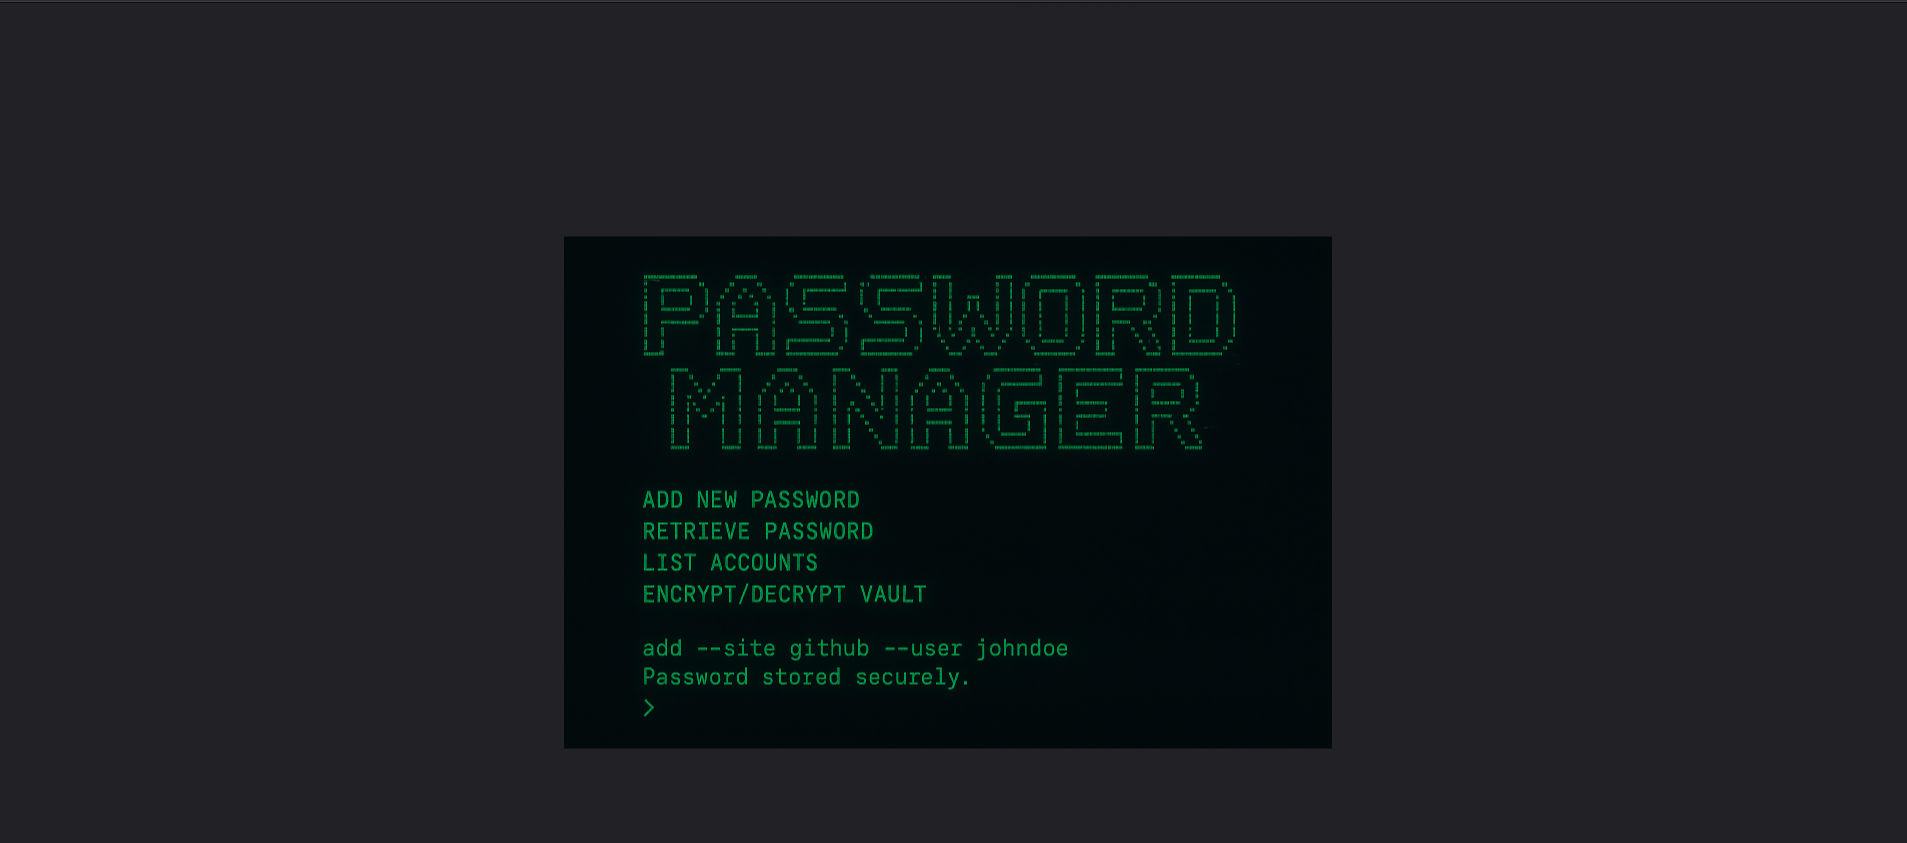 PASSWORD
MANAGER
ADD NEW PASSWORD
RETRIEVE PASSWORD
LIST ACCOUNTS
ENCRYPT/DECRYPT VAULT
add --site github --user johndoe
Password stored securely.
>